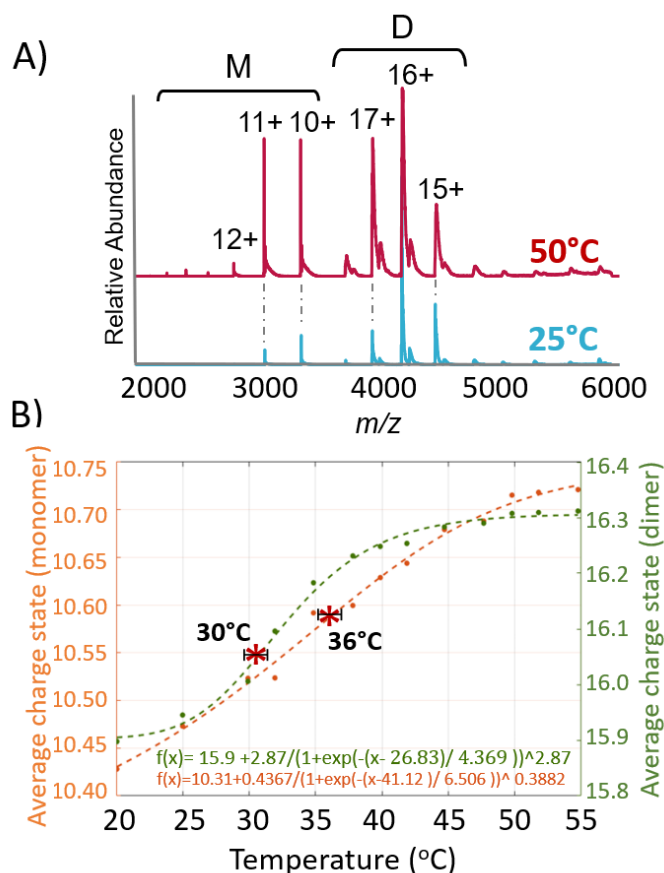 A)
M
D
11+
10+
17+
16+
12+
15+
50°C
25°C
Relative Abundance
2000 3000 4000 5000 6000
m/z
B)
Average charge state (monomer)
10.75
10.70
10.65
10.60
10.55
10.50
10.45
10.40
30°C
36°C
f(x)= 15.9 +2.87/(1+exp(-(x- 26.83)/ 4.369 ))^2.87
f(x)=10.31+0.4367/(1+exp(-(x-41.12 )/ 6.506 ))^ 0.3882
16.4
16.3
16.2
16.1
16.0
15.9
15.8
Average charge state (dimer)
20 25 30 35 40 45 50 55
Temperature (°C)